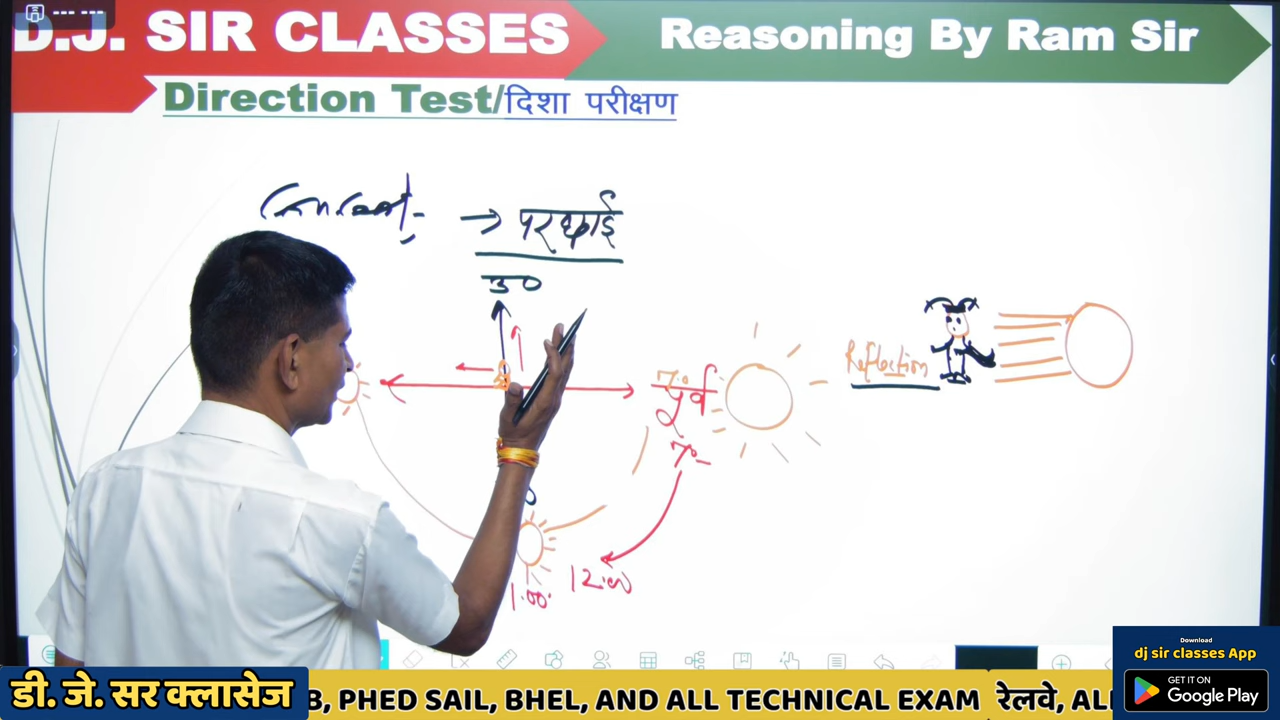 D.J. SIR CLASSES
Reasoning By Ram Sir
Direction Test/दिशा परीक्षण
→ परछाई
उ०
पूर्व
Reflection
12:00
1.00
Download
dj sir classes App
GET IT ON
Google Play
डी. जे. सर क्लासेज
B, PHED SAIL, BHEL, AND ALL TECHNICAL EXAM रेलवे, AL